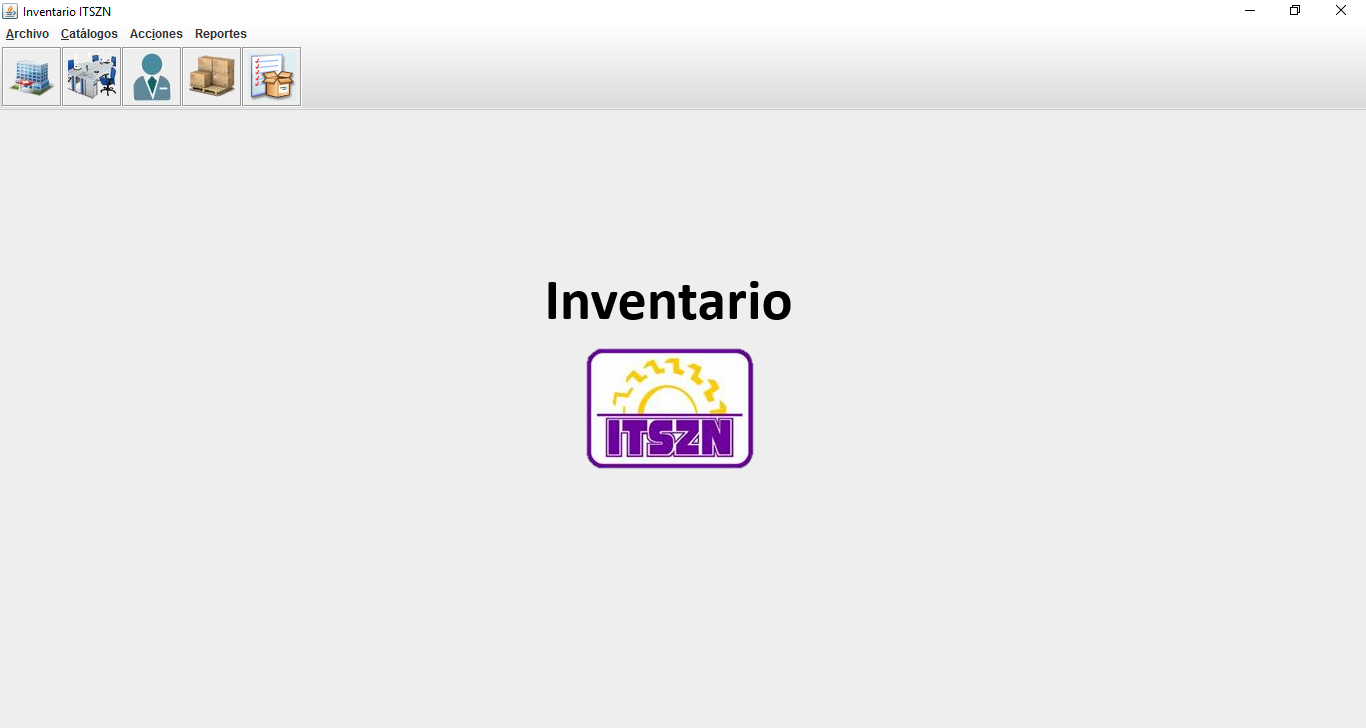 Inventario ITSZN
Archivo Catálogos Acciones Reportes
Inventario
ITSZN